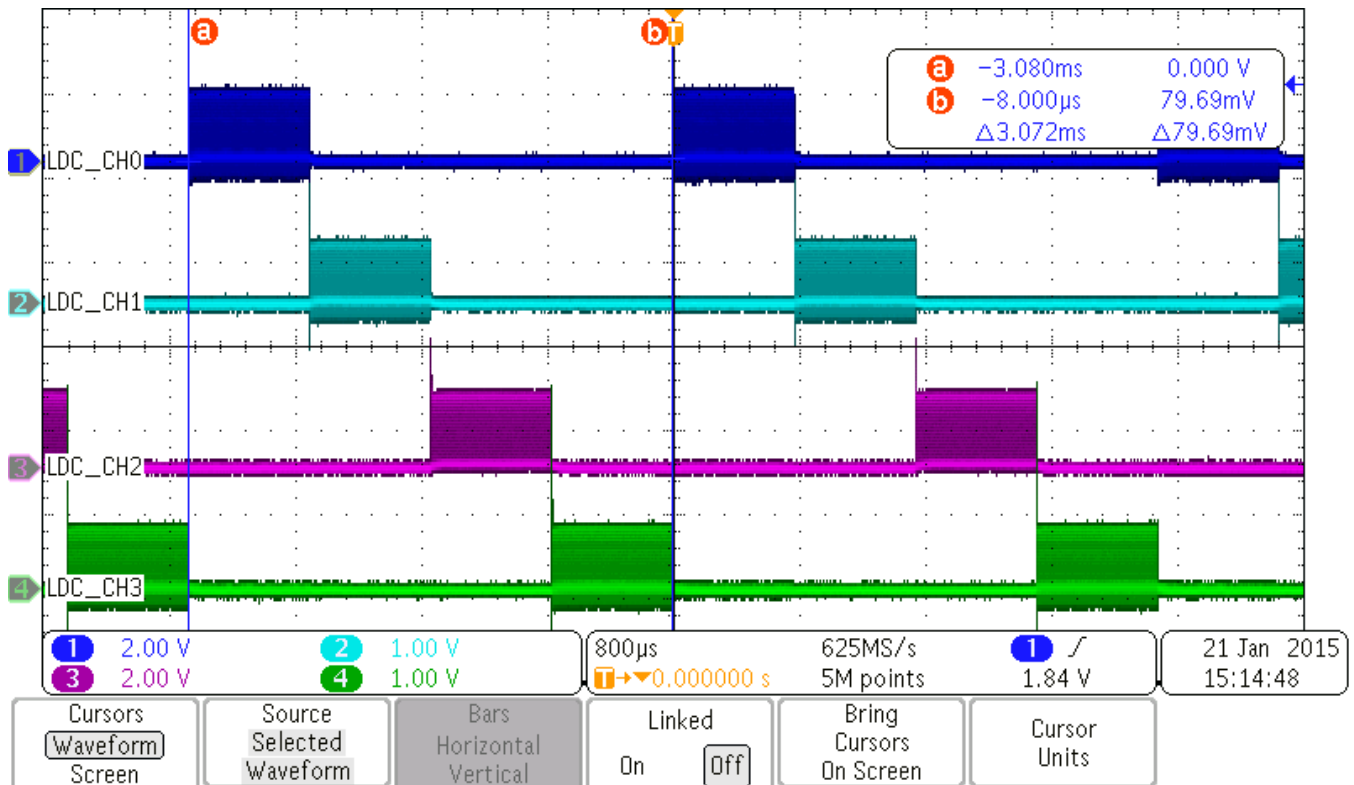 a b T
a −3.080ms 0.000 V
b −8.000µs 79.69mV
△3.072ms △79.69mV
1 LDC_CH0
2 LDC_CH1
3 LDC_CH2
4 LDC_CH3
1 2.00 V 2 1.00 V
3 2.00 V 4 1.00 V
800µs 625MS/s 1
T→▼0.000000 s 5M points 1.84 V
21 Jan 2015
15:14:48
Cursors
Waveform
Screen
Source
Selected
Waveform
Bars
Horizontal
Vertical
Linked
On Off
Bring
Cursors
On Screen
Cursor
Units